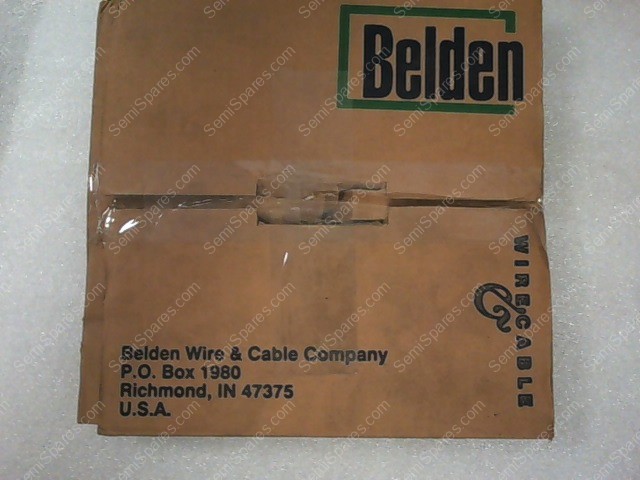 Belden
WIRE & CABLE
Belden Wire & Cable Company
P.O. Box 1980
Richmond, IN 47375
U.S.A.
SemiSpares.com